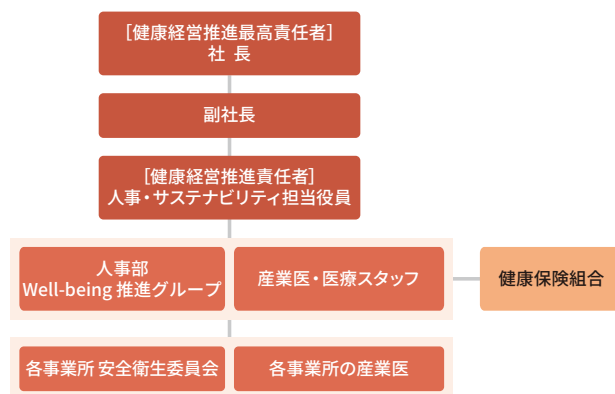 [健康経営推進最高責任者]
社 長
副社長
[健康経営推進責任者]
人事・サステナビリティ担当役員
人事部
Well-being 推進グループ
産業医・医療スタッフ
健康保険組合
各事業所 安全衛生委員会
各事業所の産業医